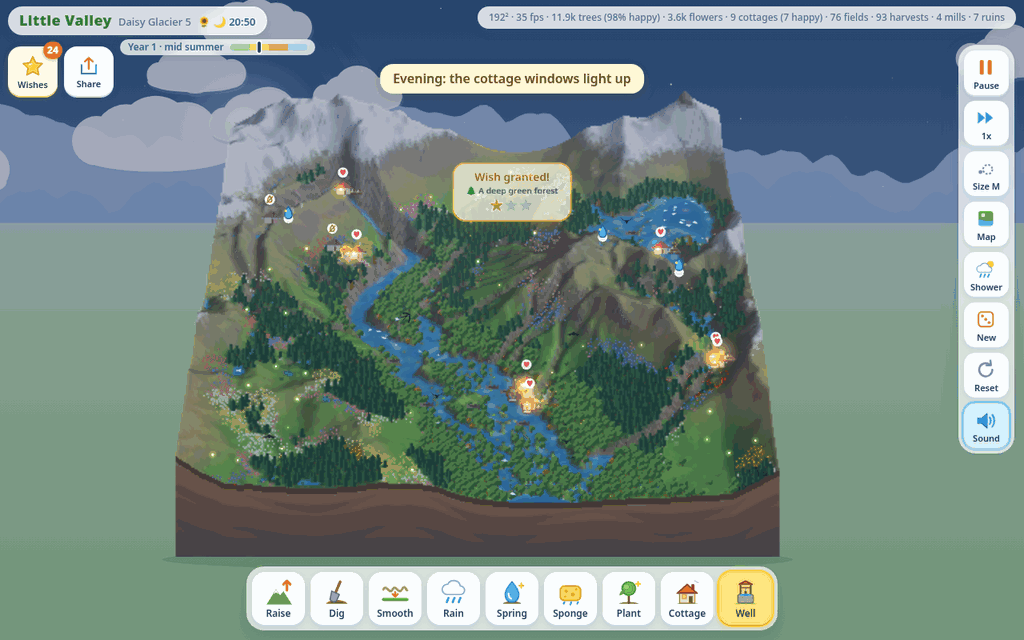 Little Valley Daisy Glacier 5 20:50
192² · 35 fps · 11.9k trees (98% happy) · 3.6k flowers · 9 cottages (7 happy) · 76 fields · 93 harvests · 4 mills · 7 ruins
Year 1 · mid summer
24
Wishes
Share
Evening: the cottage windows light up
Wish granted!
A deep green forest
Pause
1x
Size M
Map
Shower
New
Reset
Sound
Raise
Dig
Smooth
Rain
Spring
Sponge
Plant
Cottage
Well